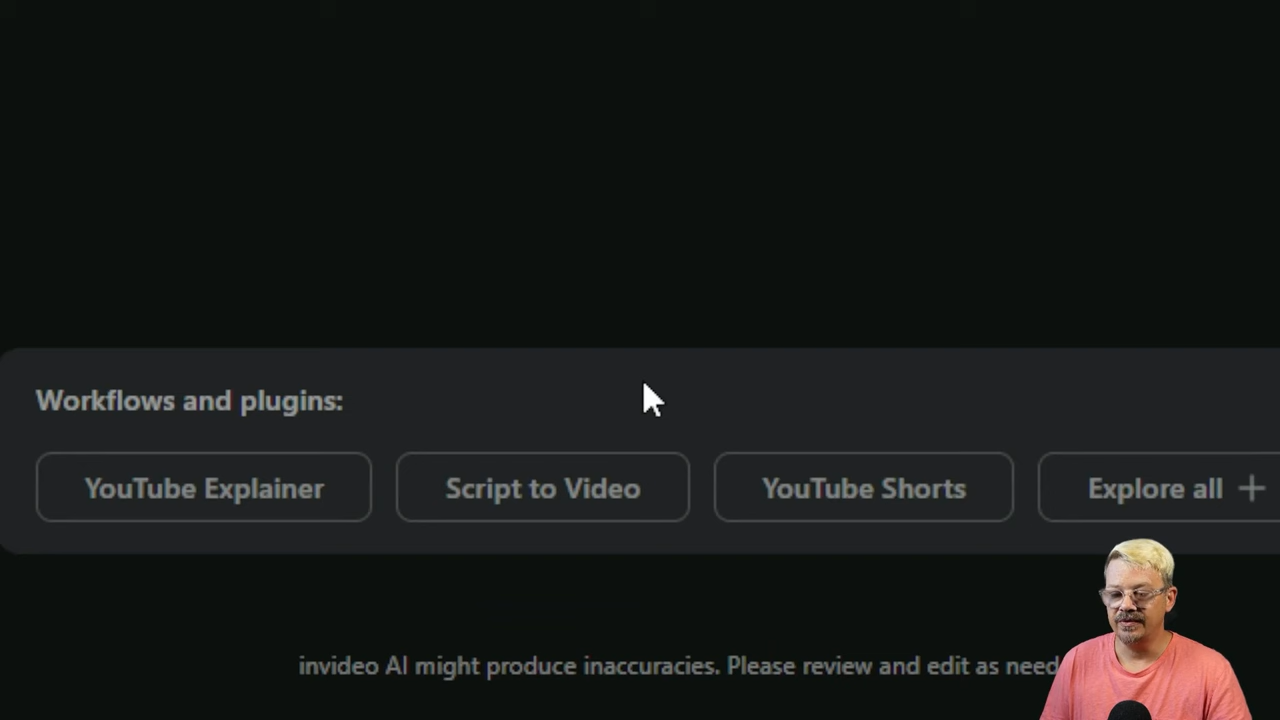 Workflows and plugins:
YouTube Explainer
Script to Video
YouTube Shorts
Explore all +
invideo AI might produce inaccuracies. Please review and edit as need